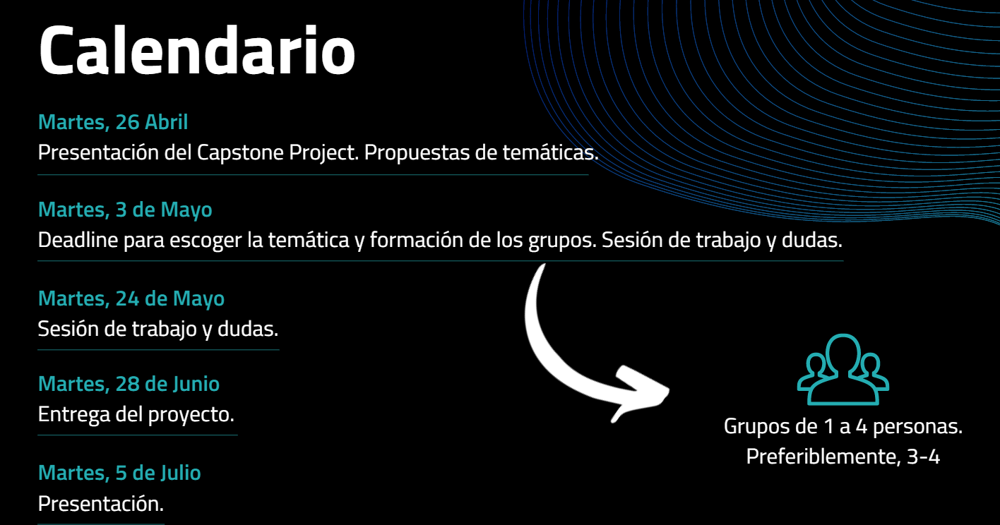 Calendario
Martes, 26 Abril
Presentación del Capstone Project. Propuestas de temáticas.
Martes, 3 de Mayo
Deadline para escoger la temática y formación de los grupos. Sesión de trabajo y dudas.
Martes, 24 de Mayo
Sesión de trabajo y dudas.
Martes, 28 de Junio
Entrega del proyecto.
Martes, 5 de Julio
Presentación.
Grupos de 1 a 4 personas.
Preferiblemente, 3-4